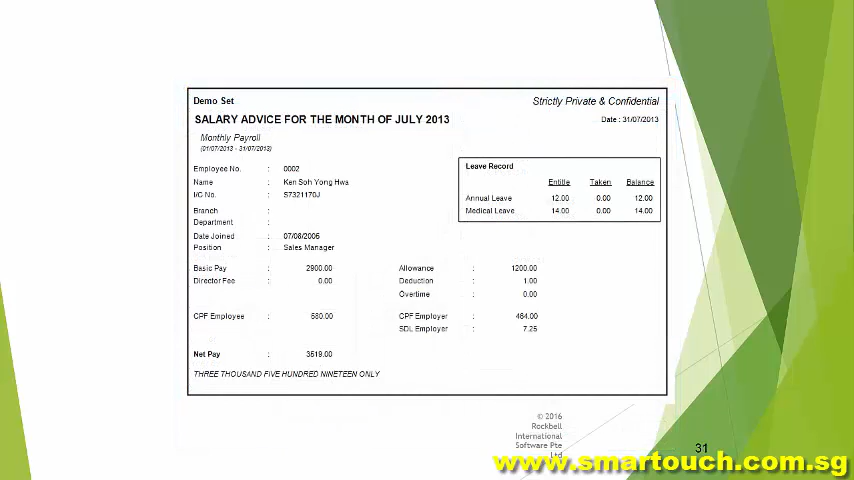 Demo Set Strictly Private & Confidential
SALARY ADVICE FOR THE MONTH OF JULY 2013 Date : 31/07/2013
Monthly Payroll
(01/07/2013 - 31/07/2013)
Leave Record
Employee No. : 0002
Name : Ken Soh Yong Hwa Entitle Taken Balance
I/C No. : S7321170J
Annual Leave 12.00 0.00 12.00
Branch : Medical Leave 14.00 0.00 14.00
Department :
Date Joined : 07/08/2006
Position : Sales Manager
Basic Pay : 2900.00 Allowance : 1200.00
Director Fee : 0.00 Deduction : 1.00
Overtime : 0.00
CPF Employee : 580.00 CPF Employer : 464.00
SDL Employer : 7.25
Net Pay : 3519.00
THREE THOUSAND FIVE HUNDRED NINETEEN ONLY
© 2016
Rockbell
International
Software Pte
Ltd
31
www.smartouch.com.sg